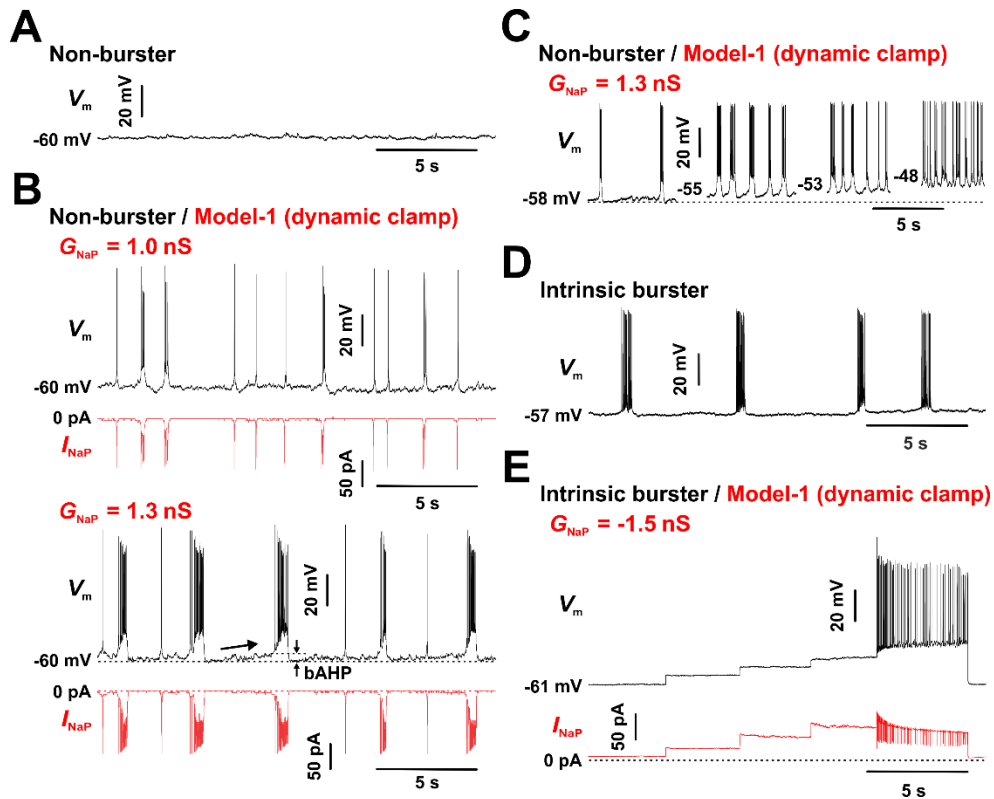 A
Non-burster
Vm
20 mV
-60 mV
5 s
B
Non-burster / Model-1 (dynamic clamp)
GNaP = 1.0 nS
Vm
20 mV
-60 mV
0 pA
INaP
50 pA
5 s
GNaP = 1.3 nS
Vm
20 mV
-60 mV
bAHP
0 pA
INaP
50 pA
5 s
C
Non-burster / Model-1 (dynamic clamp)
GNaP = 1.3 nS
Vm
20 mV
-58 mV
-55
-53
-48
5 s
D
Intrinsic burster
Vm
20 mV
-57 mV
5 s
E
Intrinsic burster / Model-1 (dynamic clamp)
GNaP = -1.5 nS
Vm
20 mV
-61 mV
INaP
50 pA
0 pA
5 s